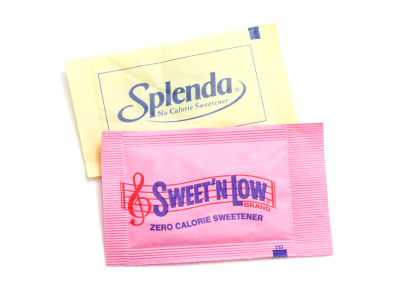 Splenda®
No Calorie Sweetener
SWEET'N LOW
BRAND
ZERO CALORIE SWEETENER